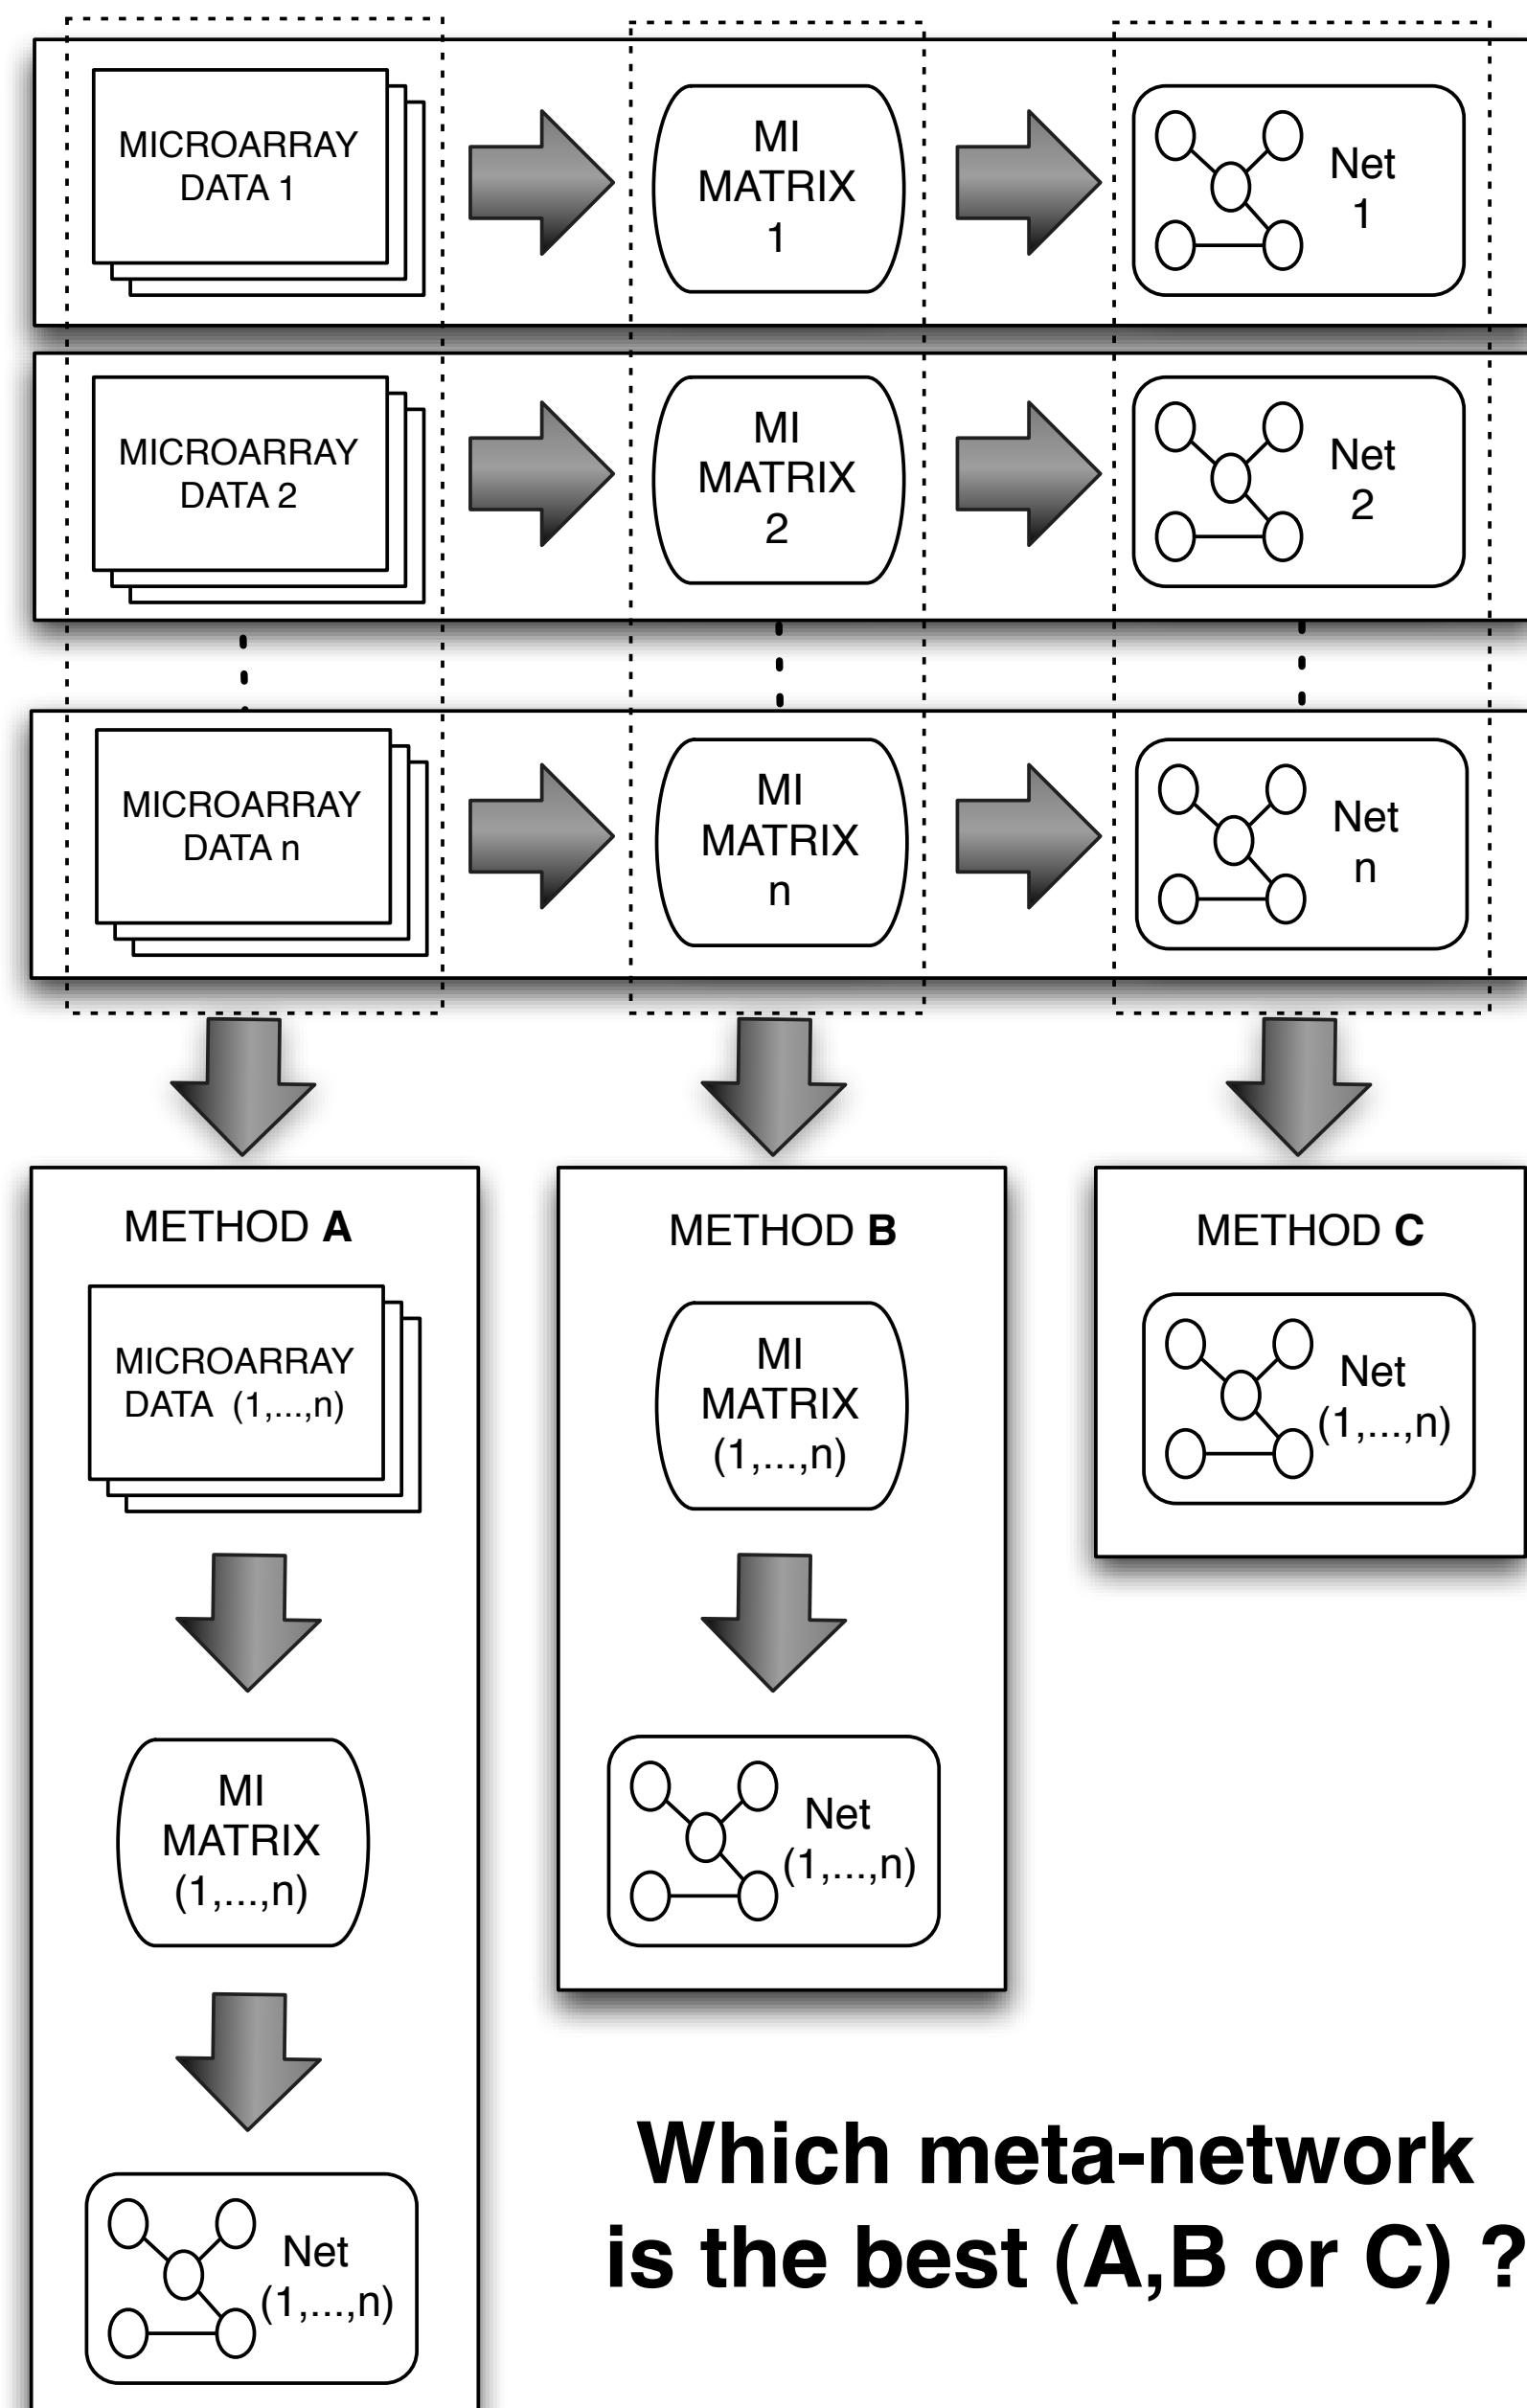 MICROARRAY
DATA 1
MI
MATRIX
1
Net
1
MICROARRAY
DATA 2
MI
MATRIX
2
Net
2
MICROARRAY
DATA n
MI
MATRIX
n
Net
n
METHOD A
MICROARRAY
DATA (1,...,n)
MI
MATRIX
(1,...,n)
Net
(1,...,n)
METHOD B
MI
MATRIX
(1,...,n)
Net
(1,...,n)
METHOD C
Net
(1,...,n)
Which meta-network
is the best (A,B or C) ?